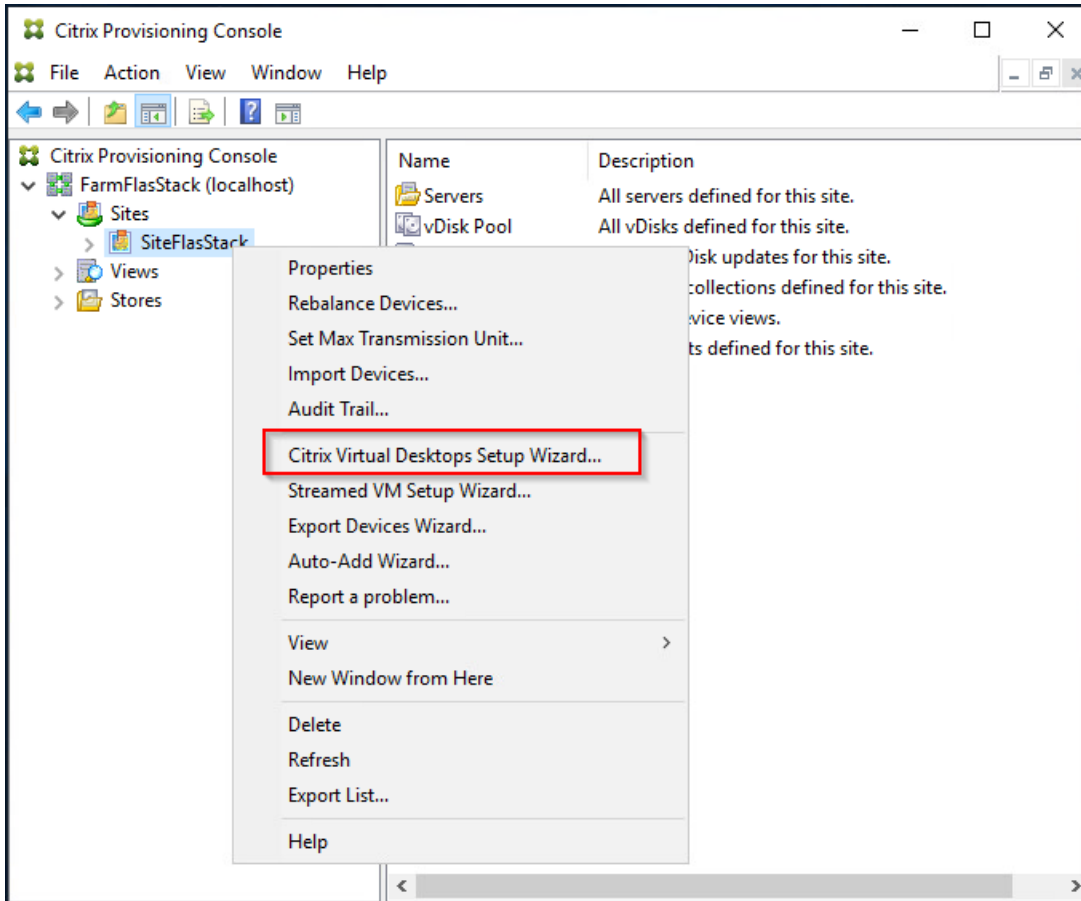 Citrix Provisioning Console
File Action View Window Help
Citrix Provisioning Console
FarmFlasStack (localhost)
Sites
SiteFlasStack
Views
Stores
Name Description
Servers All servers defined for this site.
vDisk Pool All vDisks defined for this site.
Disk updates for this site.
collections defined for this site.
vice views.
ts defined for this site.
Properties
Rebalance Devices...
Set Max Transmission Unit...
Import Devices...
Audit Trail...
Citrix Virtual Desktops Setup Wizard...
Streamed VM Setup Wizard...
Export Devices Wizard...
Auto-Add Wizard...
Report a problem...
View
New Window from Here
Delete
Refresh
Export List...
Help